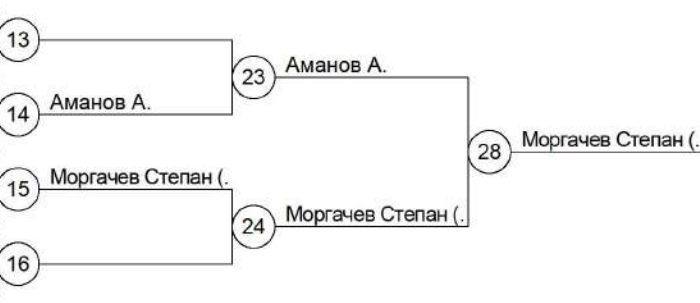 13
Аманов А.
23
14
Аманов А.
Моргачев Степан (.
28
15
Моргачев Степан (.
Моргачев Степан (.
24
16